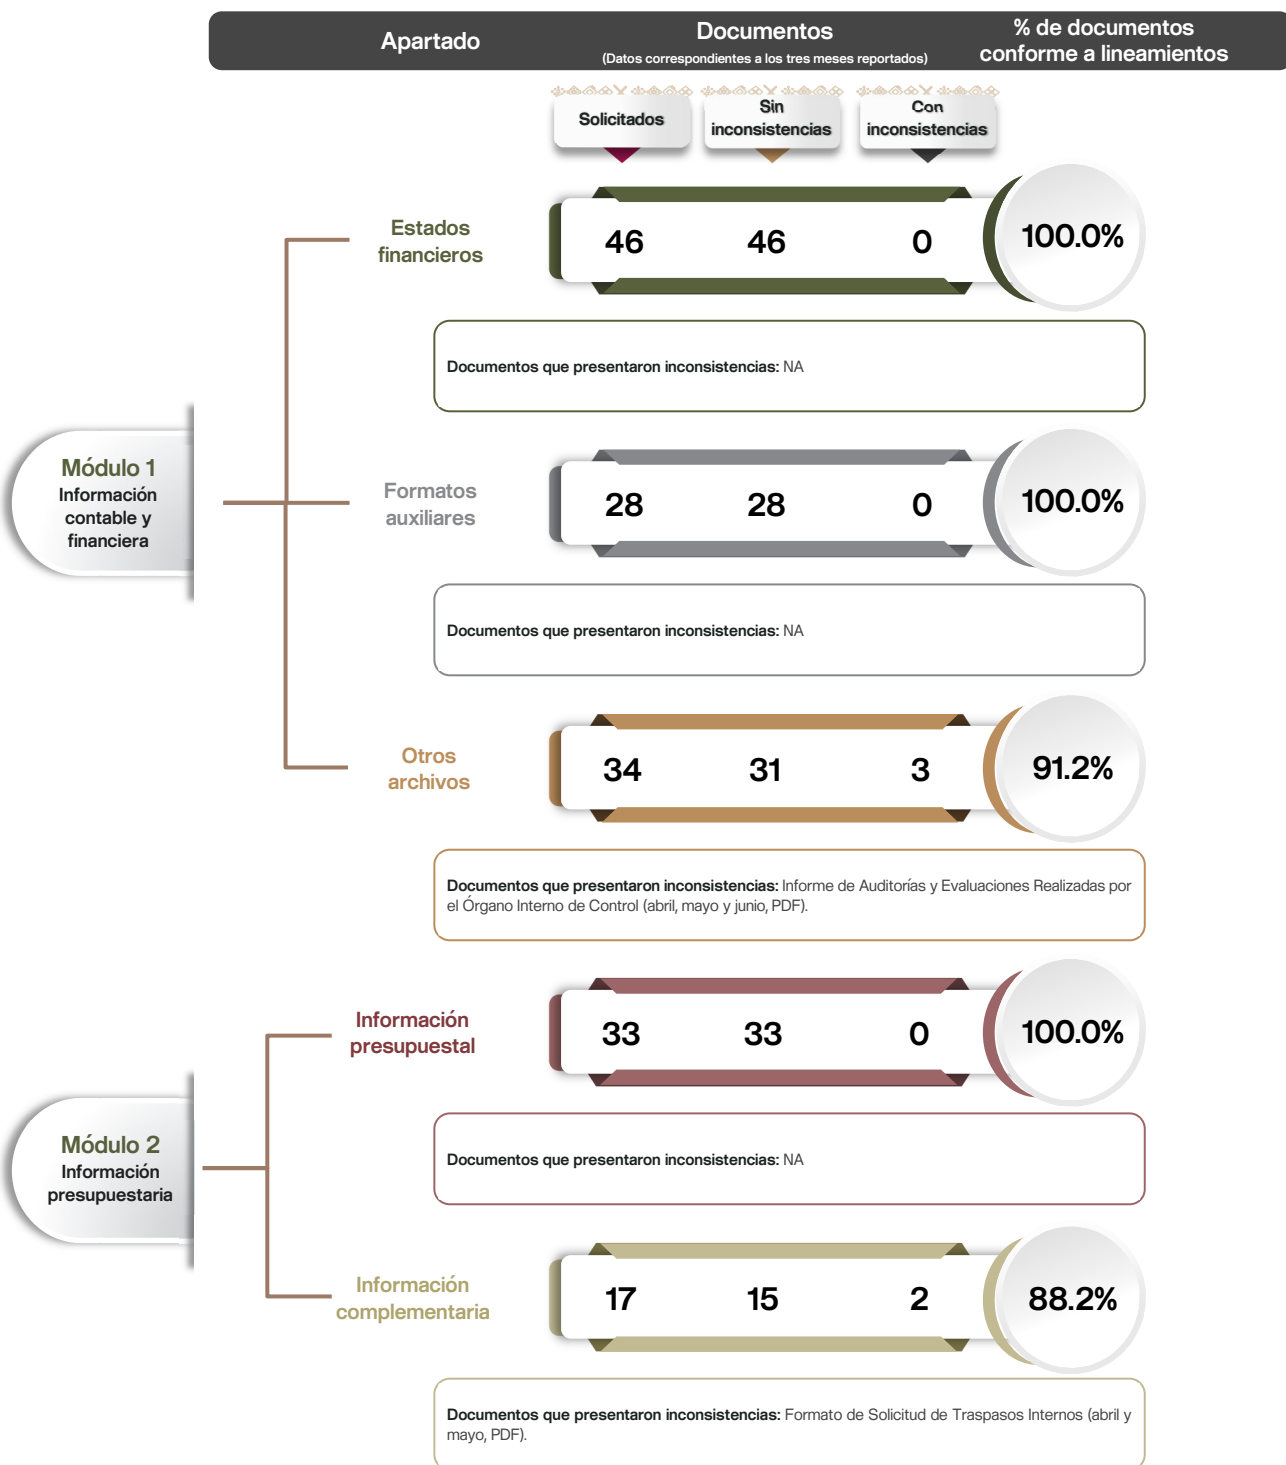 Apartado
Documentos
(Datos correspondientes a los tres meses reportados)
% de documentos
conforme a lineamientos
Solicitados
Sin
inconsistencias
Con
inconsistencias
Módulo 1
Información
contable y
financiera
Estados
financieros
46 46 0 100.0%
Documentos que presentaron inconsistencias: NA
Formatos
auxiliares
28 28 0 100.0%
Documentos que presentaron inconsistencias: NA
Otros
archivos
34 31 3 91.2%
Documentos que presentaron inconsistencias: Informe de Auditorías y Evaluaciones Realizadas por
el Órgano Interno de Control (abril, mayo y junio, PDF).
Módulo 2
Información
presupuestaria
Información
presupuestal
33 33 0 100.0%
Documentos que presentaron inconsistencias: NA
Información
complementaria
17 15 2 88.2%
Documentos que presentaron inconsistencias: Formato de Solicitud de Traspasos Internos (abril y
mayo, PDF).